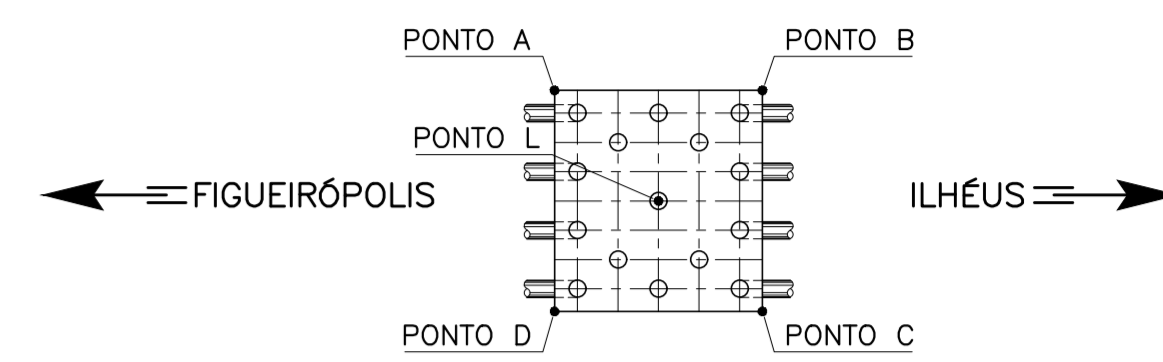 PONTO A
PONTO B
PONTO L
FIGUEIRÓPOLIS
ILHÉUS
PONTO D
PONTO C